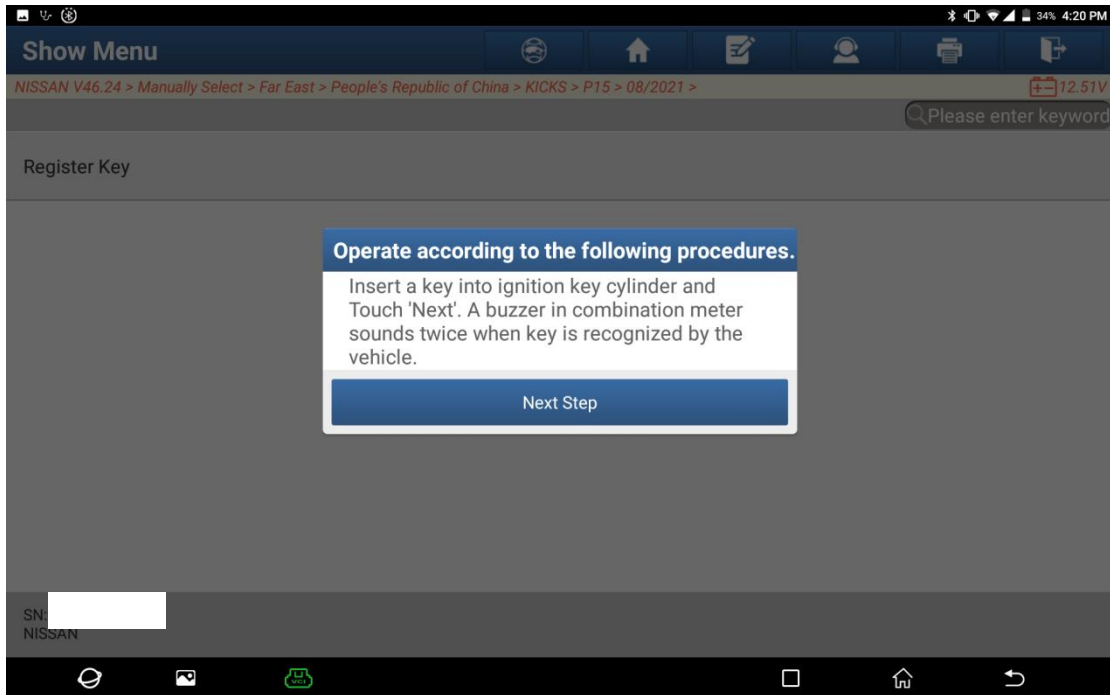 34% 4:20 PM
Show Menu
NISSAN V46.24 > Manually Select > Far East > People's Republic of China > KICKS > P15 > 08/2021 >
12.51V
Please enter keyword
Register Key
Operate according to the following procedures.
Insert a key into ignition key cylinder and
Touch 'Next'. A buzzer in combination meter
sounds twice when key is recognized by the
vehicle.
Next Step
SN:
NISSAN
VCI